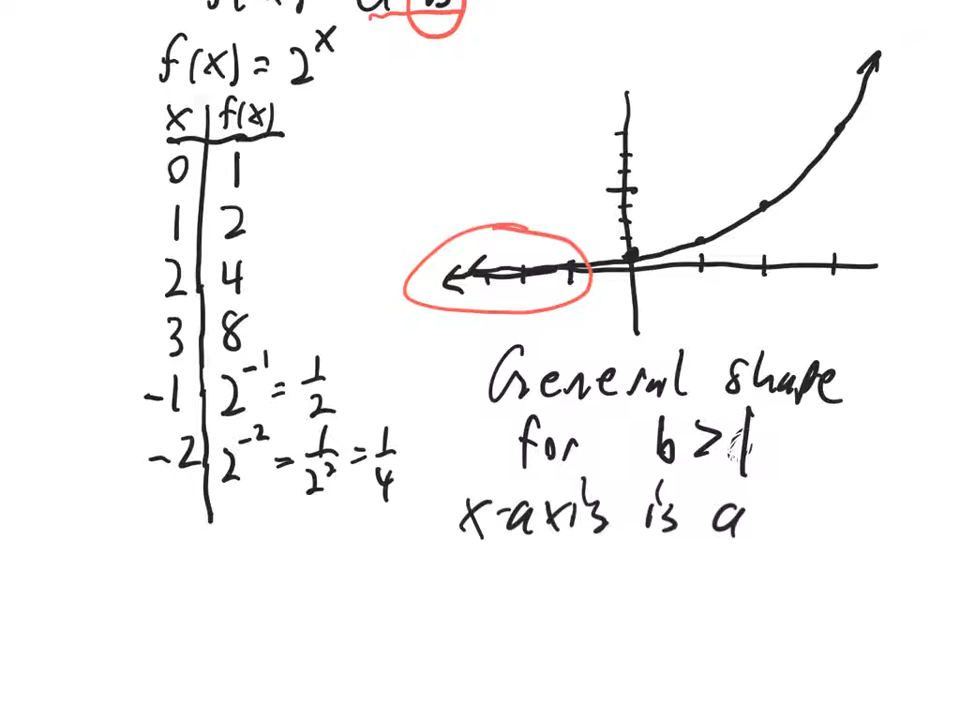 f(x) = 2^x
x | f(x)
0 | 1
1 | 2
2 | 4
3 | 8
-1 | 2^-1 = 1/2
-2 | 2^-2 = 1/2^2 = 1/4
General shape
for b > 1
x-axis is a